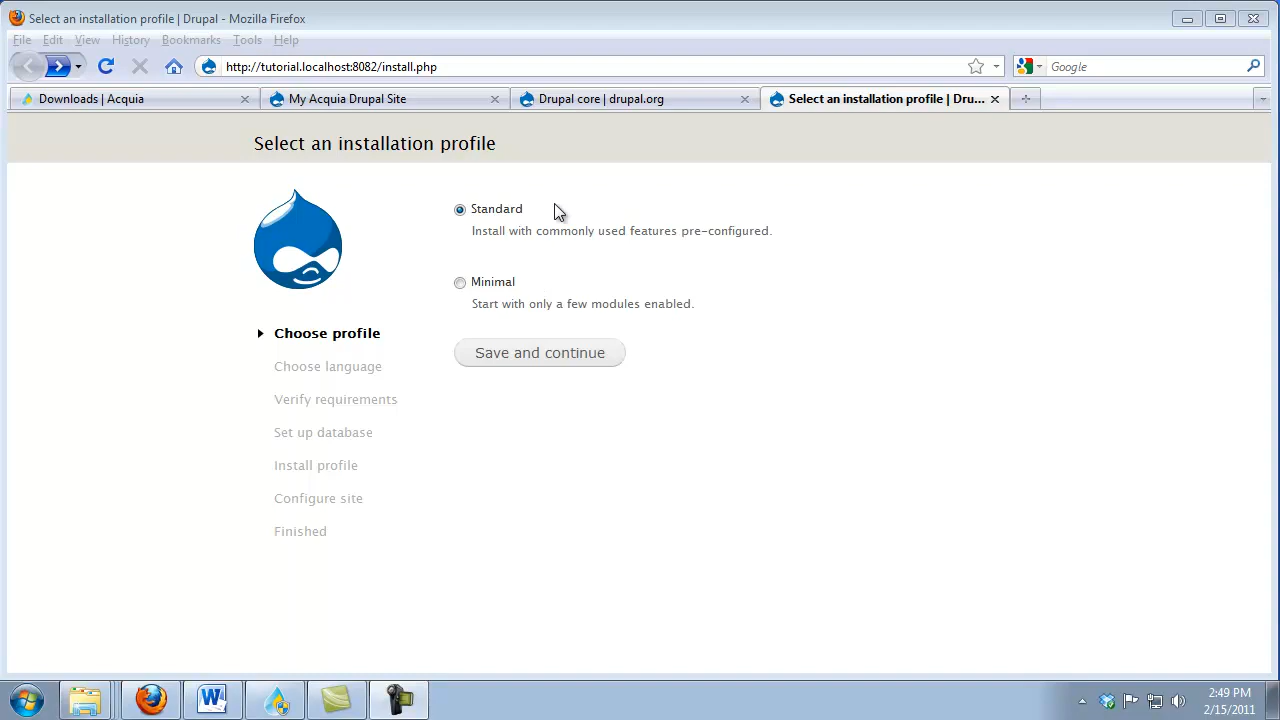 Select an installation profile | Drupal - Mozilla Firefox
File Edit View History Bookmarks Tools Help
http://tutorial.localhost:8082/install.php
Google
Downloads | Acquia
My Acquia Drupal Site
Drupal core | drupal.org
Select an installation profile | Dru...
Select an installation profile
Standard
Install with commonly used features pre-configured.
Minimal
Start with only a few modules enabled.
Save and continue
Choose profile
Choose language
Verify requirements
Set up database
Install profile
Configure site
Finished
2:49 PM
2/15/2011